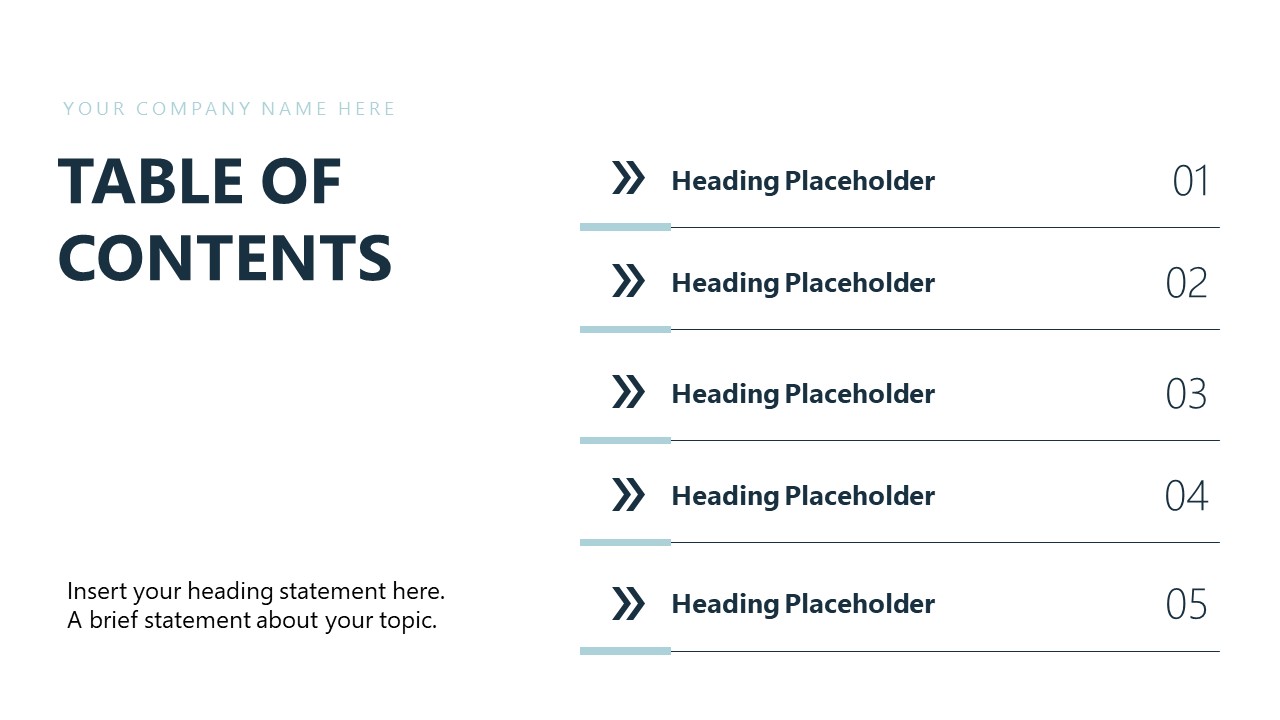 YOUR COMPANY NAME HERE
TABLE OF
CONTENTS
Insert your heading statement here.
A brief statement about your topic.
Heading Placeholder 01
Heading Placeholder 02
Heading Placeholder 03
Heading Placeholder 04
Heading Placeholder 05